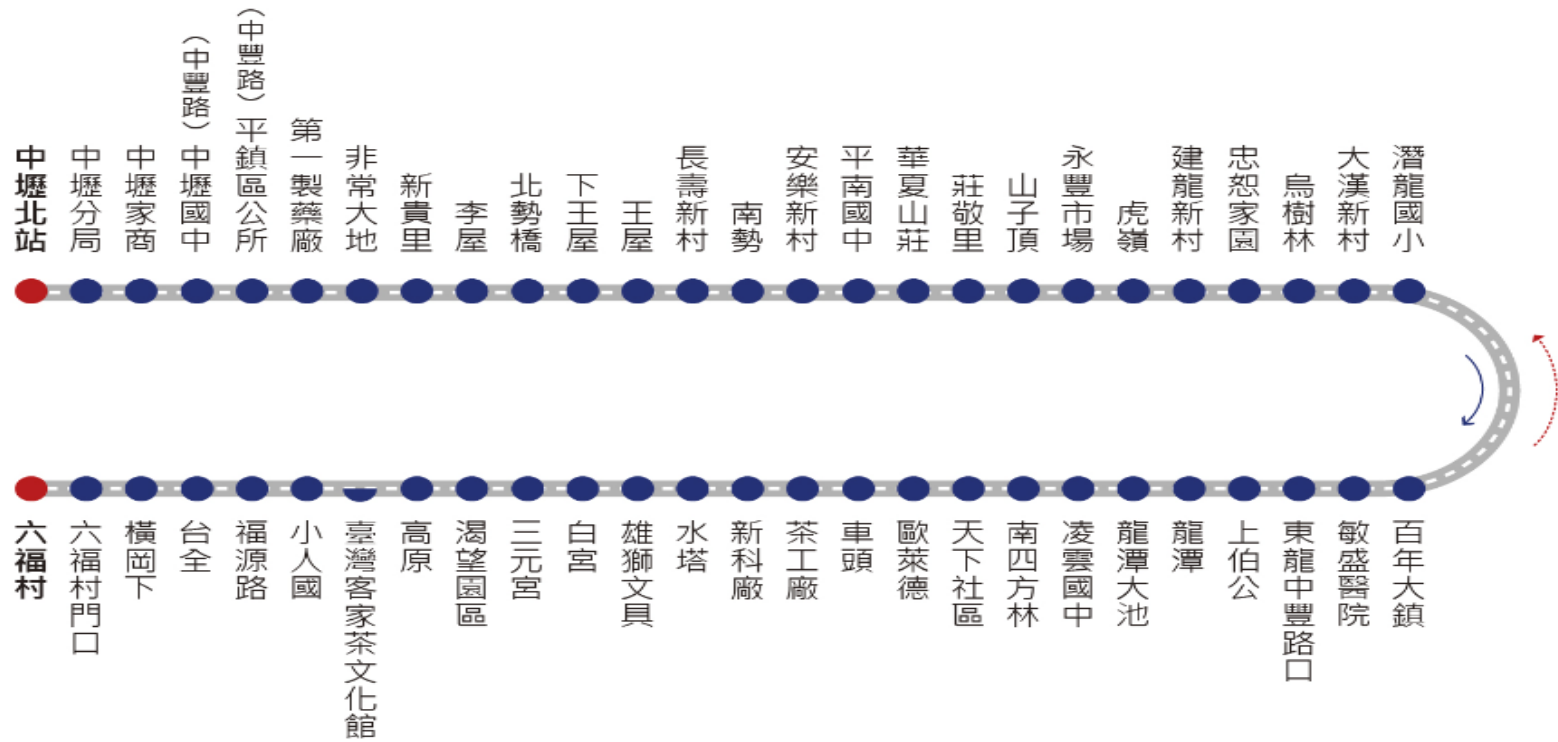 中壢北站
中壢分局
中壢家商
(中豐路)中壢國中
(中豐路)平鎮區公所
第一製藥廠
非常大地
新貴里
李屋
北勢橋
下王屋
王屋
長壽新村
南勢
安樂新村
平南國中
華夏山莊
莊敬里
山子頂
永豐市場
虎嶺
建龍新村
忠恕家園
烏樹林
大漢新村
潛龍國小
六福村
六福村門口
橫岡下
台全
福源路
小人國
臺灣客家茶文化館
高原
渴望園區
三元宮
白宮
雄獅文具
水塔
新科廠
茶工廠
車頭
歐萊德
天下社區
南四方林
凌雲國中
龍潭大池
龍潭
上伯公
東龍中豐路口
敏盛醫院
百年大鎮